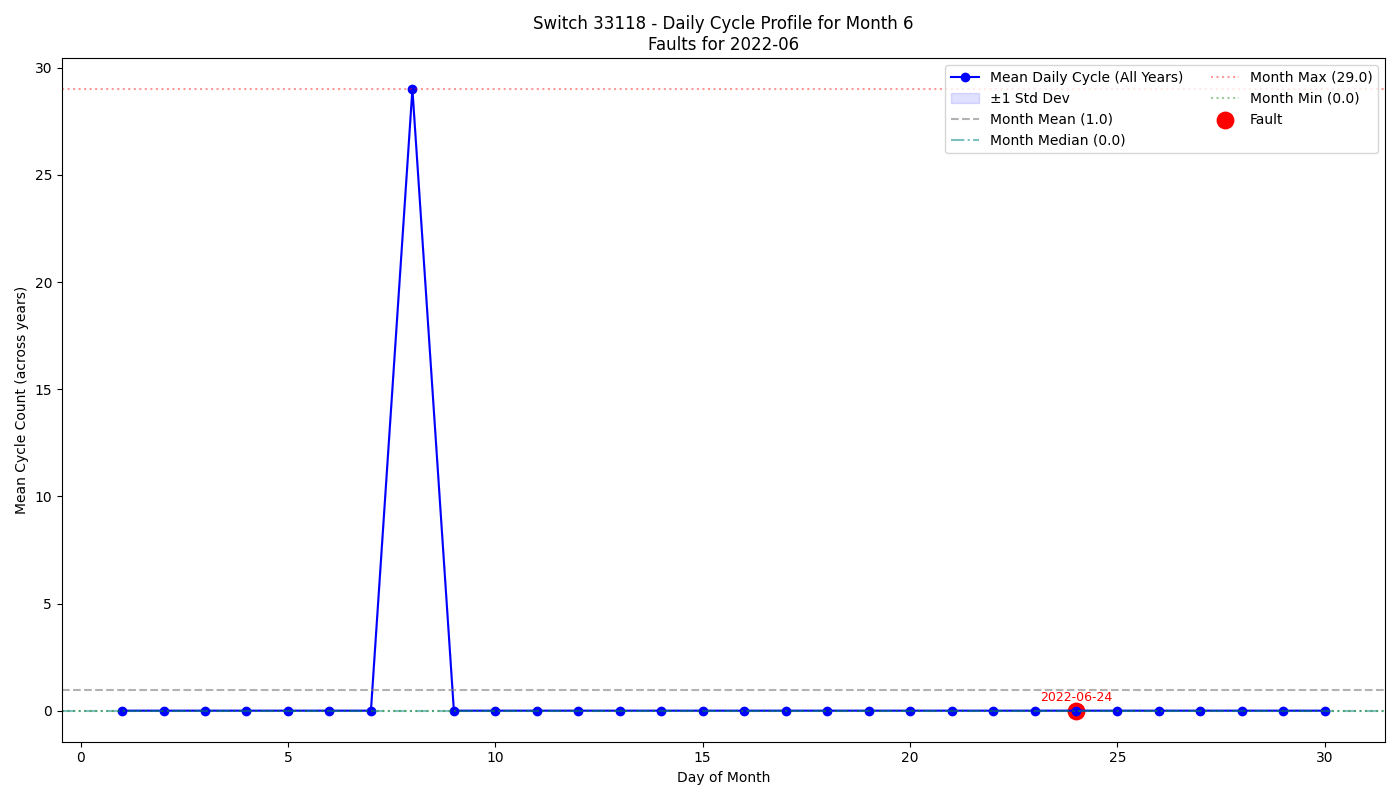 Switch 33118 - Daily Cycle Profile for Month 6
Faults for 2022-06
Mean Daily Cycle (All Years)
±1 Std Dev
Month Mean (1.0)
Month Median (0.0)
Month Max (29.0)
Month Min (0.0)
Fault
Mean Cycle Count (across years)
30
25
20
15
10
5
0
2022-06-24
0
5
10
15
20
25
30
Day of Month